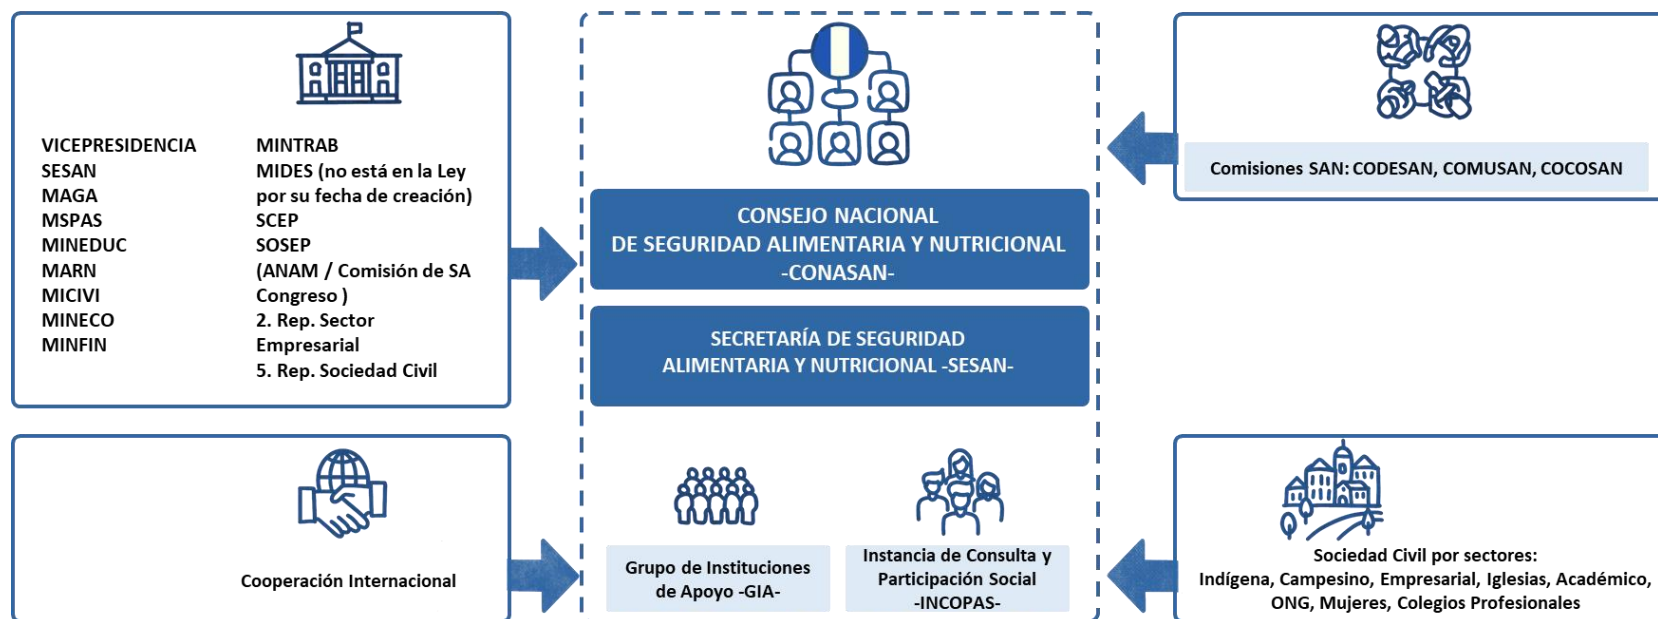 VICEPRESIDENCIA
SESAN
MAGA
MSPAS
MINEDUC
MARN
MICIVI
MINECO
MINFIN
MINTRAB
MIDES (no está en la Ley
por su fecha de creación)
SCEP
SOSEP
(ANAM / Comisión de SA
Congreso )
2. Rep. Sector
Empresarial
5. Rep. Sociedad Civil
CONSEJO NACIONAL
DE SEGURIDAD ALIMENTARIA Y NUTRICIONAL
-CONASAN-
SECRETARÍA DE SEGURIDAD
ALIMENTARIA Y NUTRICIONAL -SESAN-
Comisiones SAN: CODESAN, COMUSAN, COCOSAN
Cooperación Internacional
Grupo de Instituciones
de Apoyo -GIA-
Instancia de Consulta y
Participación Social
-INCOPAS-
Sociedad Civil por sectores:
Indígena, Campesino, Empresarial, Iglesias, Académico,
ONG, Mujeres, Colegios Profesionales